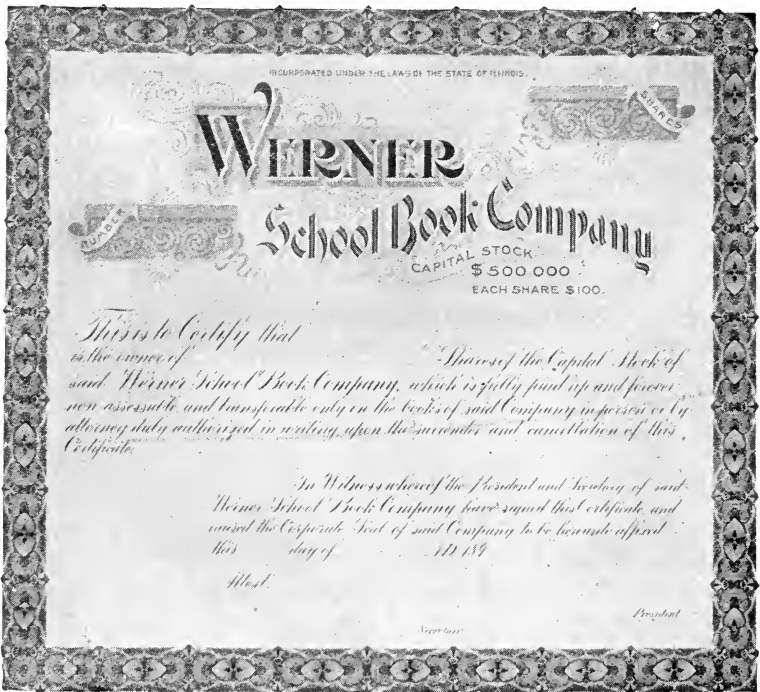 INCORPORATED UNDER THE LAWS OF THE STATE OF ILLINOIS.
SHARES
WERNER
NUMBER
School Book Company
CAPITAL STOCK
$500 000
EACH SHARE $100.
This is to Certify that
is the owner of Shares of the Capital Stock of
said Werner School Book Company, which is fully paid up and forever
non assessable and transferable only on the books of said Company in person or by
attorney duly authorized in writing upon the surrender and cancellation of this
Certificate.
In Witness whereof the President and Secretary of said
Werner School Book Company have signed this Certificate and
caused the Corporate Seal of said Company to be hereunto affixed
this day of A.D. 189
Attest.
President
Secretary